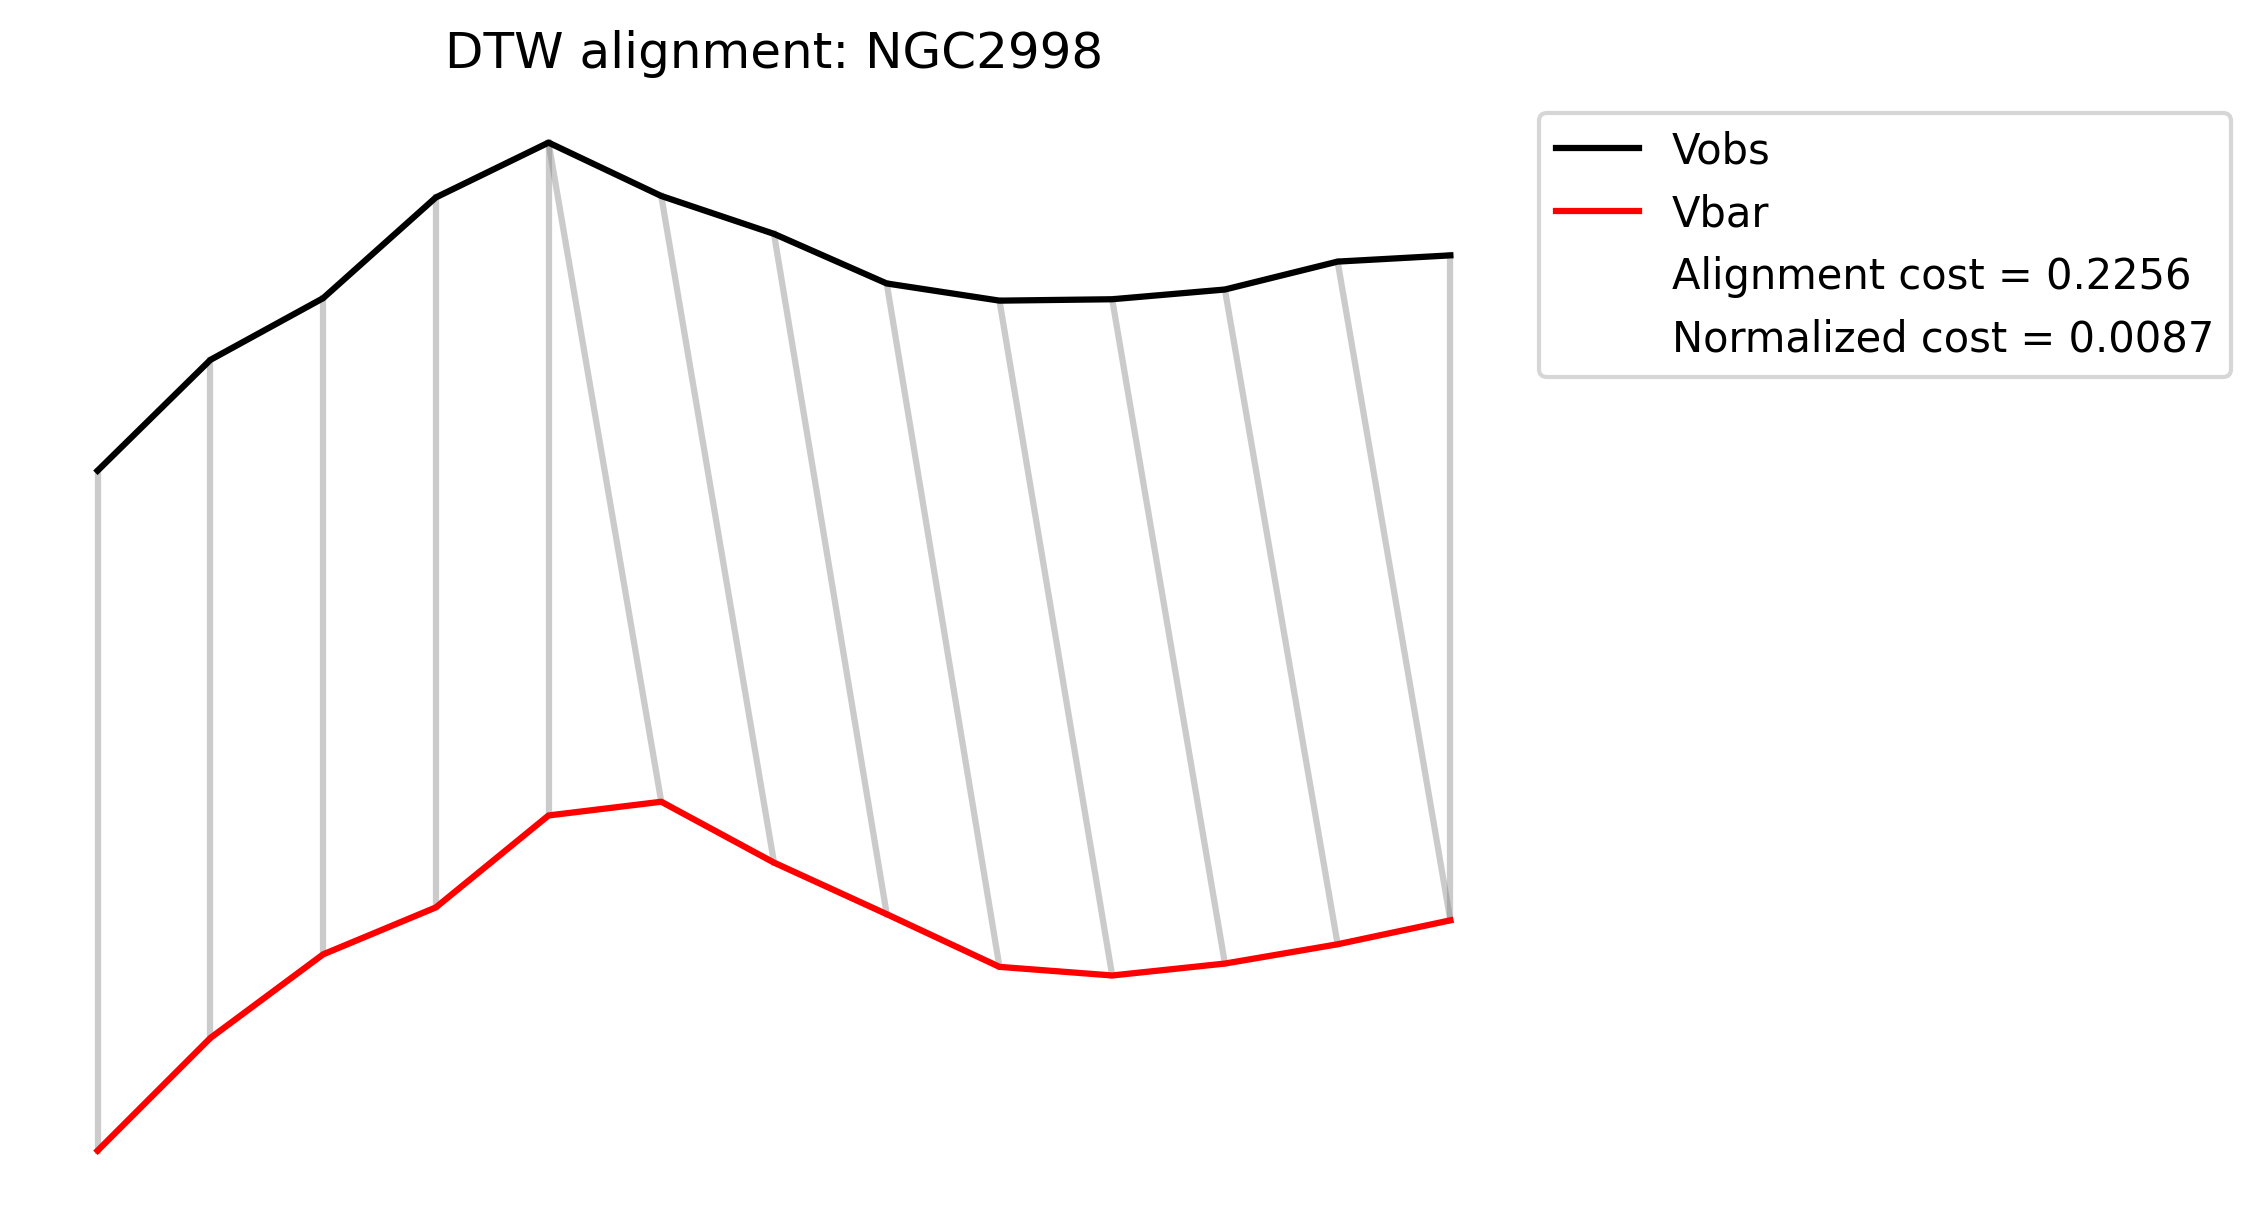 DTW alignment: NGC2998
Vobs
Vbar
Alignment cost = 0.2256
Normalized cost = 0.0087